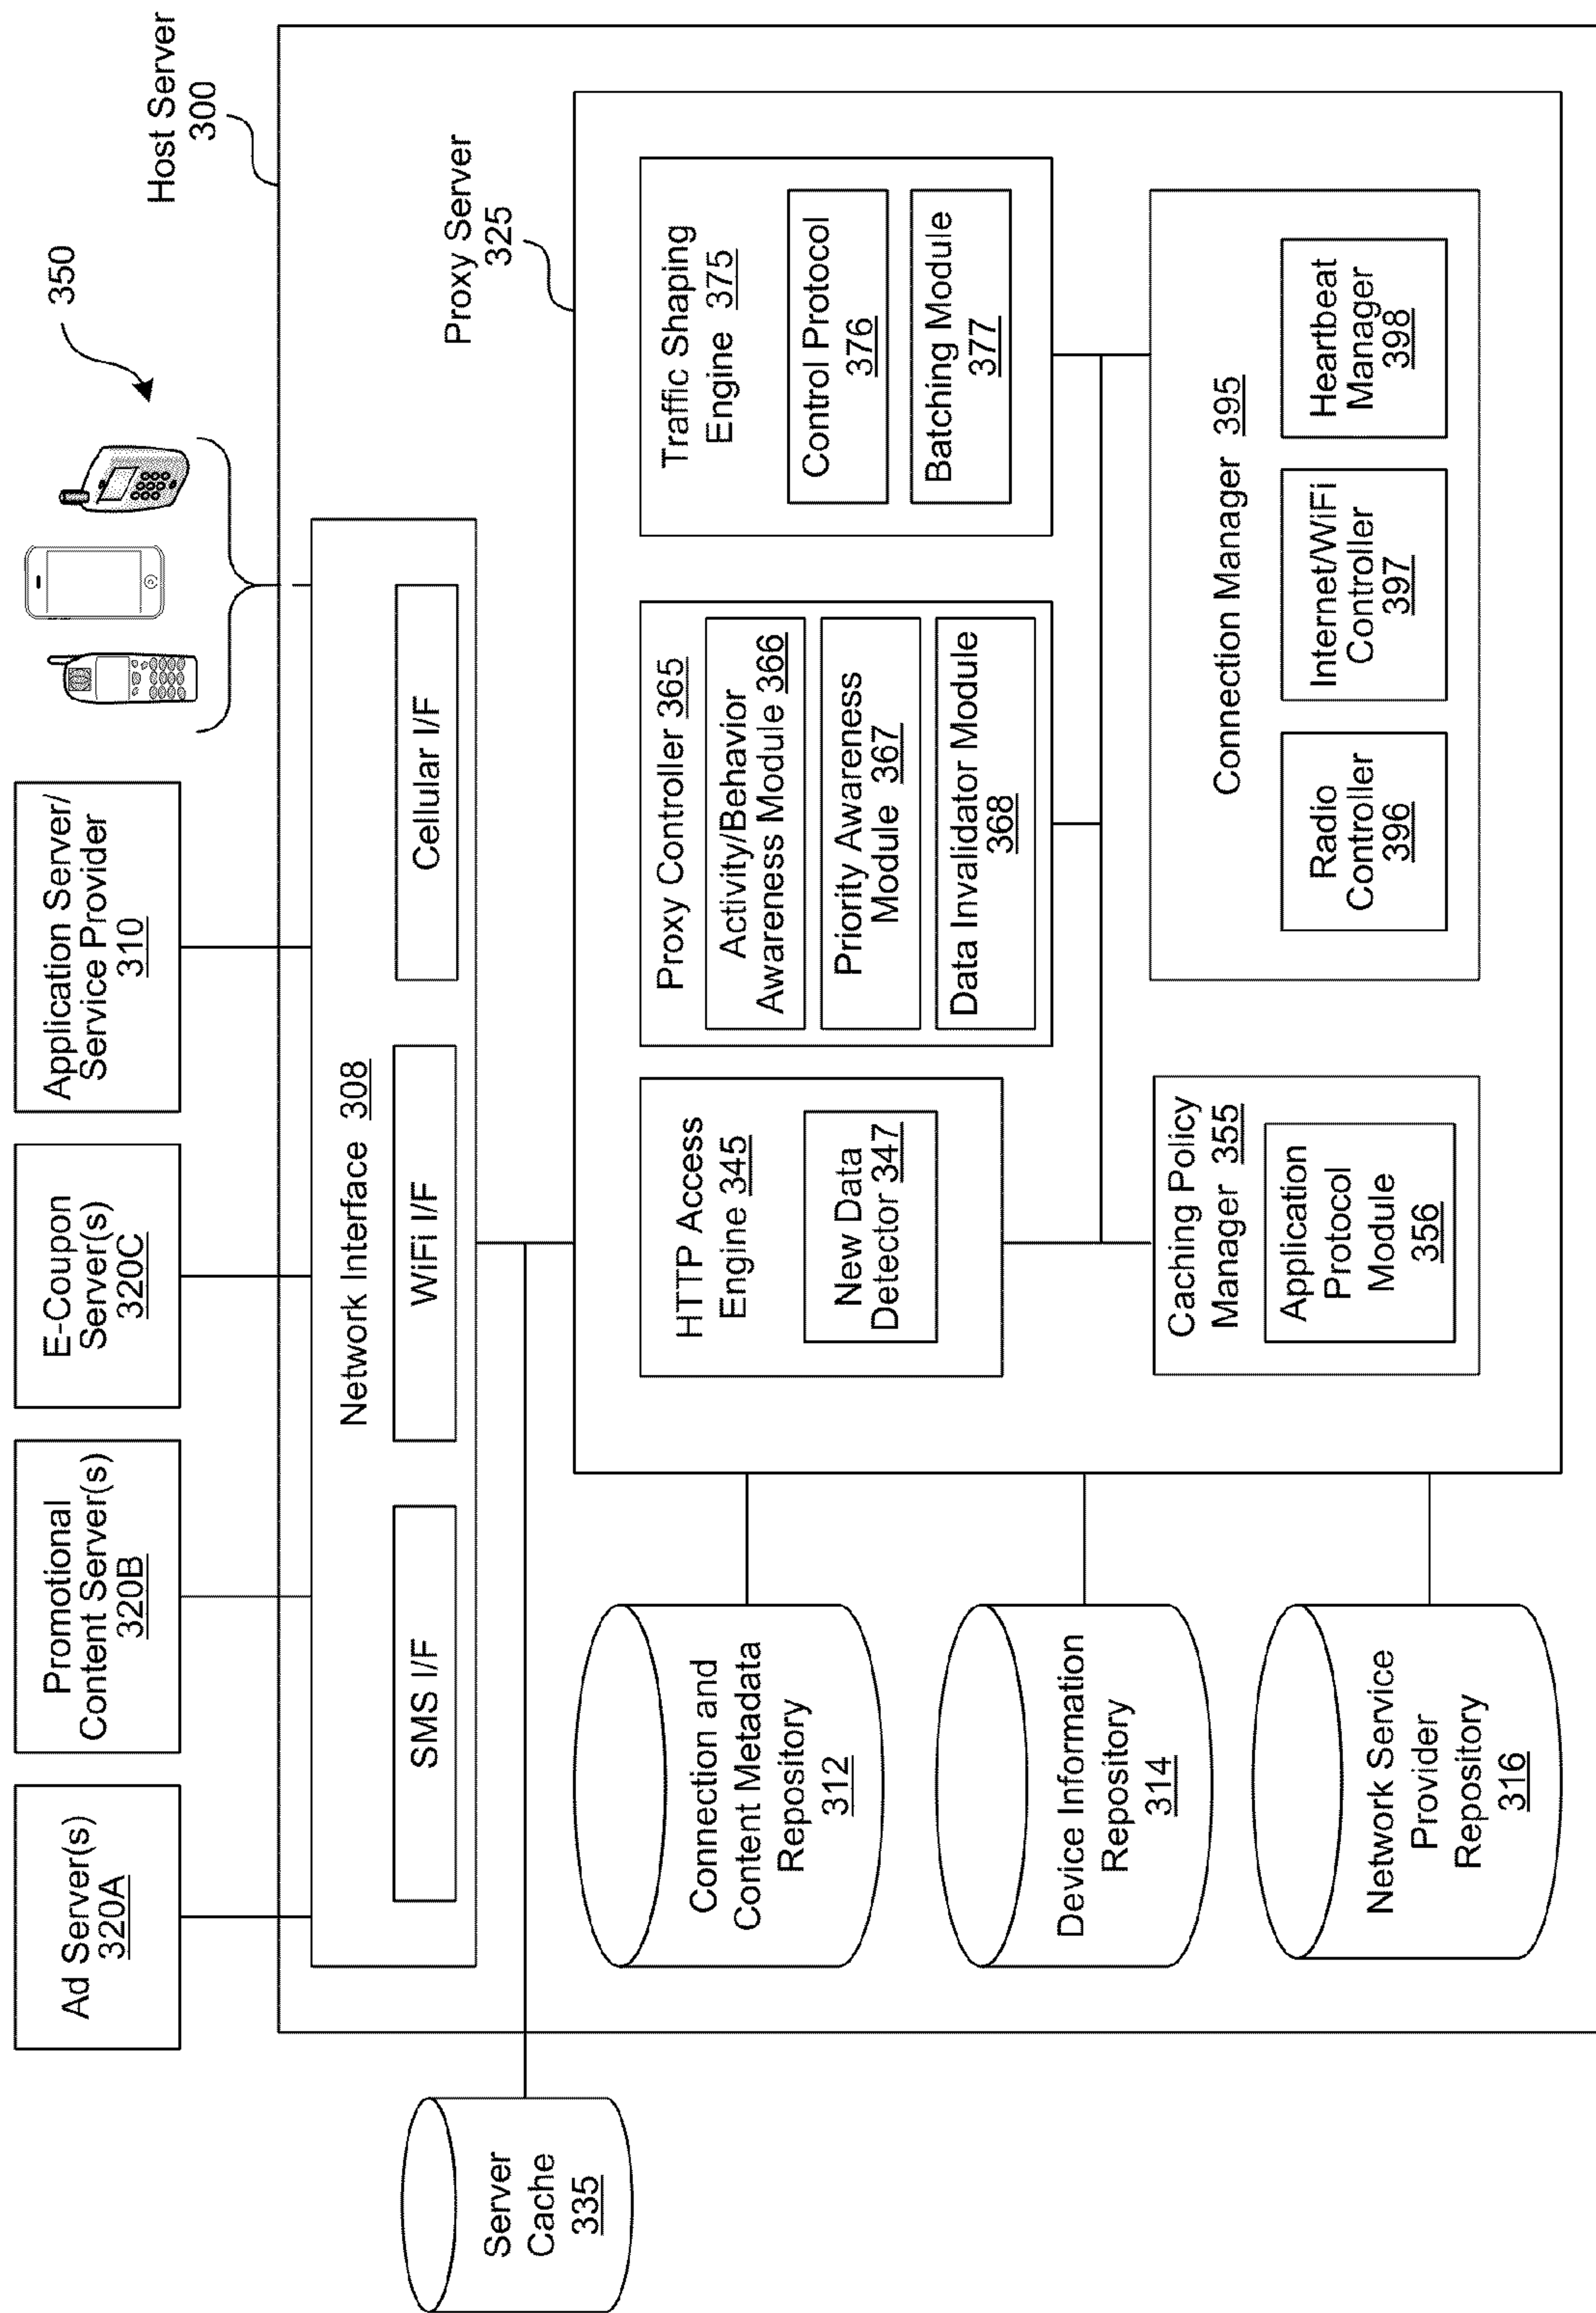 Ad Server(s)
320A
Promotional
Content Server(s)
320B
E-Coupon
Server(s)
320C
Application Server/
Service Provider
310
350
Host Server
300
Network Interface 308
SMS I/F
WiFi I/F
Cellular I/F
Server
Cache
335
Proxy Server
325
Connection and
Content Metadata
Repository
312
Device Information
Repository
314
Network Service
Provider
Repository
316
HTTP Access
Engine 345
New Data
Detector 347
Proxy Controller 365
Activity/Behavior
Awareness Module 366
Priority Awareness
Module 367
Data Invalidator Module
368
Traffic Shaping
Engine 375
Control Protocol
376
Batching Module
377
Caching Policy
Manager 355
Application
Protocol
Module
356
Connection Manager 395
Radio
Controller
396
Internet/WiFi
Controller
397
Heartbeat
Manager
398